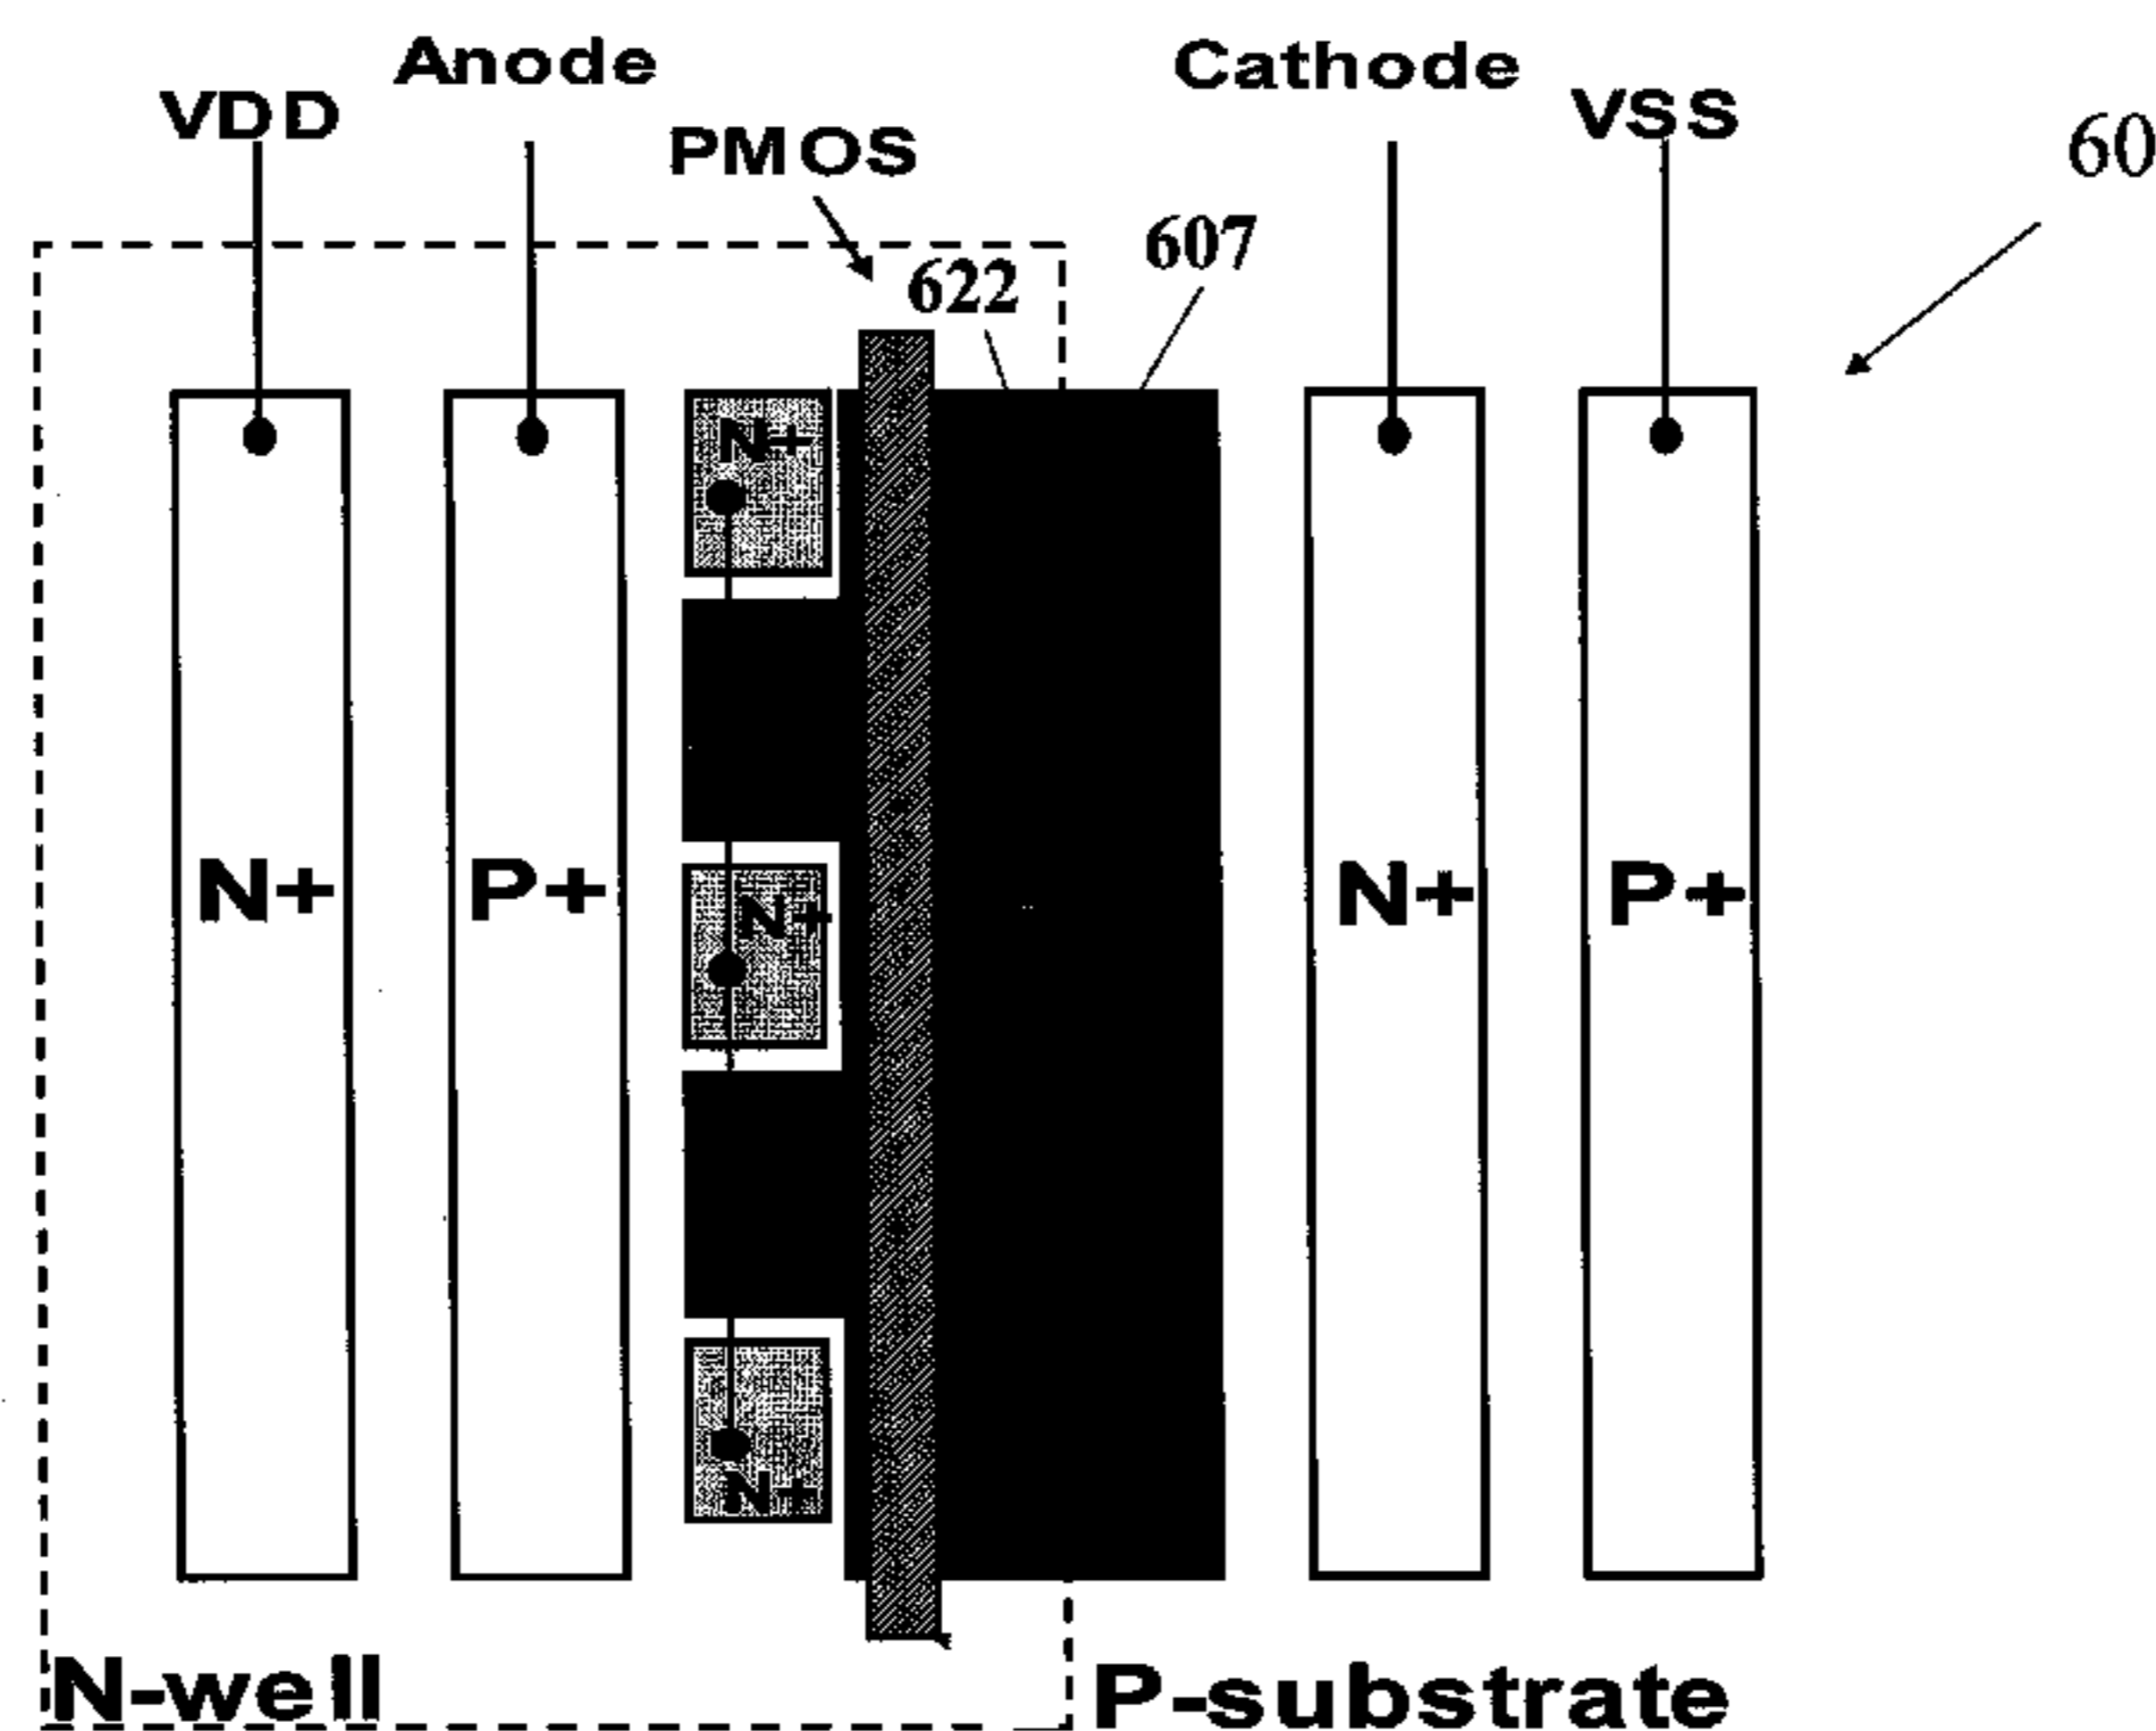 Anode
Cathode
VDD
VSS
PMOS
60
607
622
N+
N+
P+
N+
N+
P+
N+
N-well
P-substrate